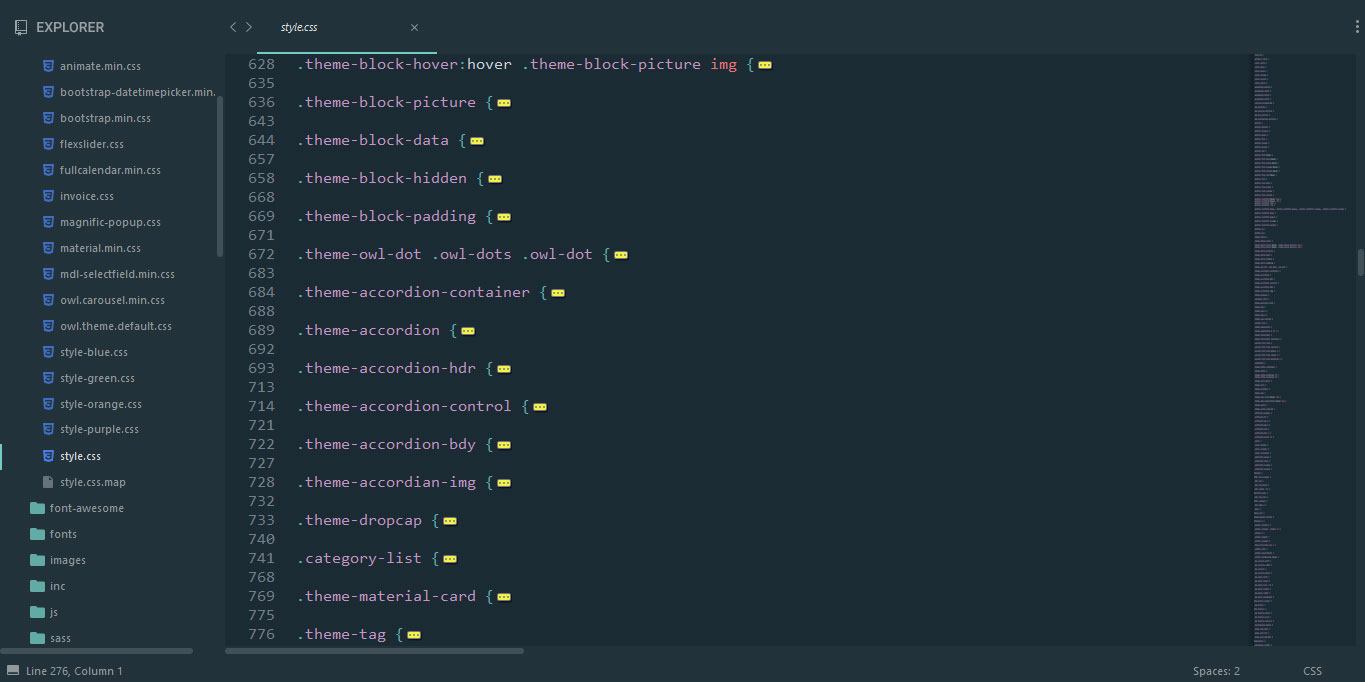 EXPLORER
animate.min.css
bootstrap-datetimepicker.min.
bootstrap.min.css
flexslider.css
fullcalendar.min.css
invoice.css
magnific-popup.css
material.min.css
mdl-selectfield.min.css
owl.carousel.min.css
owl.theme.default.css
style-blue.css
style-green.css
style-orange.css
style-purple.css
style.css
style.css.map
font-awesome
fonts
images
inc
js
sass
style.css ×
628 .theme-block-hover:hover .theme-block-picture img {
635
636 .theme-block-picture {
643
644 .theme-block-data {
657
658 .theme-block-hidden {
668
669 .theme-block-padding {
671
672 .theme-owl-dot .owl-dots .owl-dot {
683
684 .theme-accordion-container {
688
689 .theme-accordion {
692
693 .theme-accordion-hdr {
713
714 .theme-accordion-control {
721
722 .theme-accordion-bdy {
727
728 .theme-accordian-img {
732
733 .theme-dropcap {
740
741 .category-list {
768
769 .theme-material-card {
775
776 .theme-tag {
Line 276, Column 1
Spaces: 2
CSS